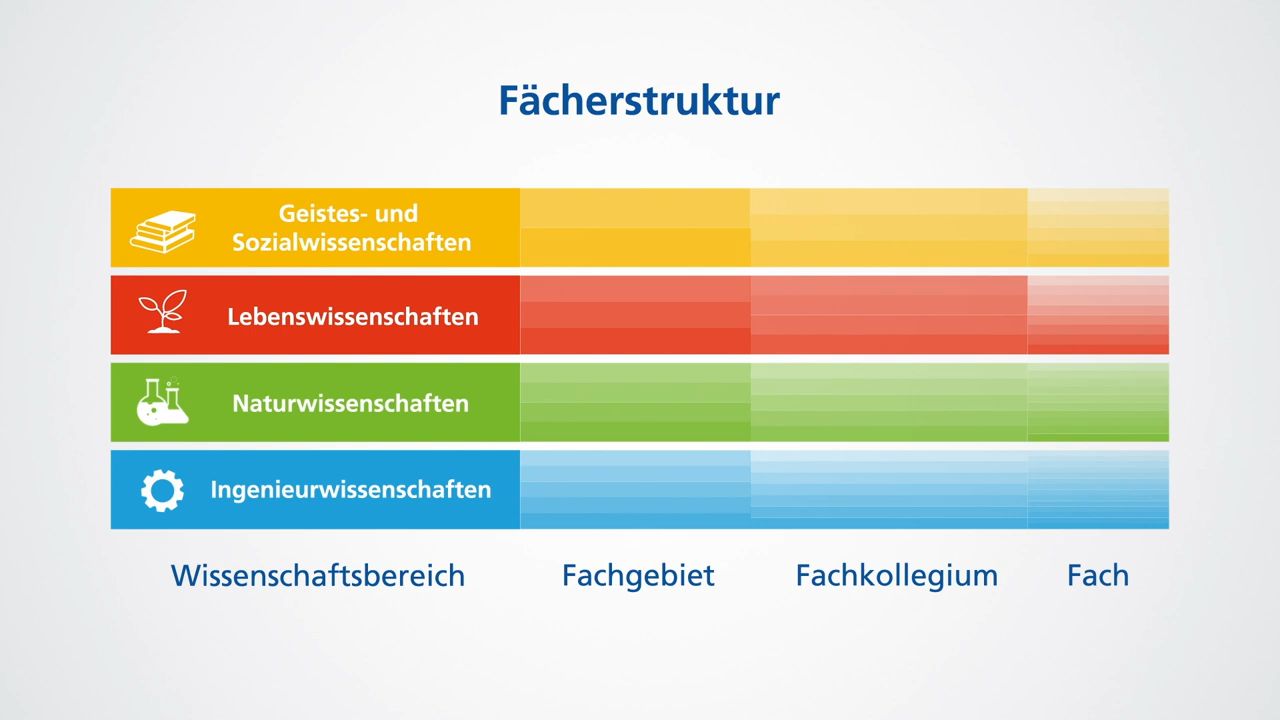 Fächerstruktur
Geistes- und
Sozialwissenschaften
Lebenswissenschaften
Naturwissenschaften
Ingenieurwissenschaften
Wissenschaftsbereich Fachgebiet Fachkollegium Fach